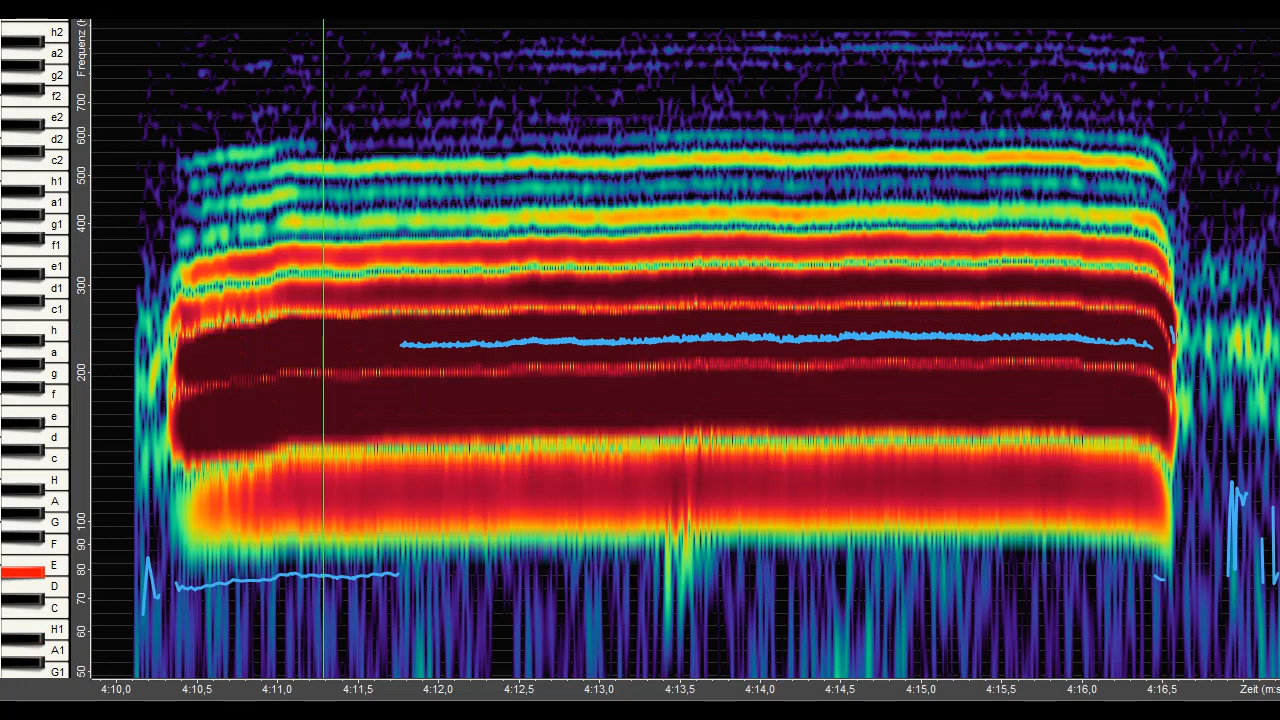 h2
a2
g2
f2
e2
d2
c2
h1
a1
g1
f1
e1
d1
c1
h
a
g
f
e
d
c
H
A
G
F
E
D
C
H1
A1
G1
Frequenz (H
700
600
500
400
300
200
100
90
80
70
60
50
4:10,0 4:10,5 4:11,0 4:11,5 4:12,0 4:12,5 4:13,0 4:13,5 4:14,0 4:14,5 4:15,0 4:15,5 4:16,0 4:16,5 Zeit (m:s